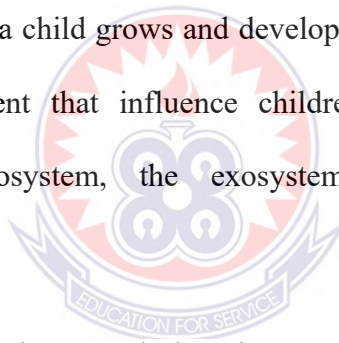 a child grows and develop
ent that influence childre
osystem, the exosystem
EDUCATION FOR SERVICE